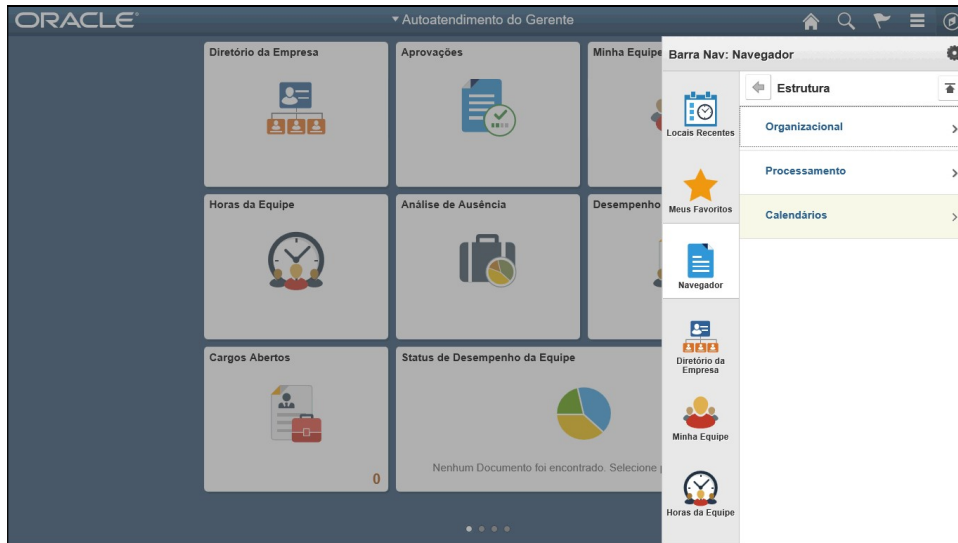 ORACLE
Autoatendimento do Gerente
Diretório da Empresa
Aprovações
Minha Equipe
Horas da Equipe
Análise de Ausência
Desempenho
Cargos Abertos
0
Status de Desempenho da Equipe
Nenhum Documento foi encontrado. Selecione
Barra Nav: Navegador
Locais Recentes
Meus Favoritos
Navegador
Diretório da
Empresa
Minha Equipe
Horas da Equipe
Estrutura
Organizacional
Processamento
Calendários